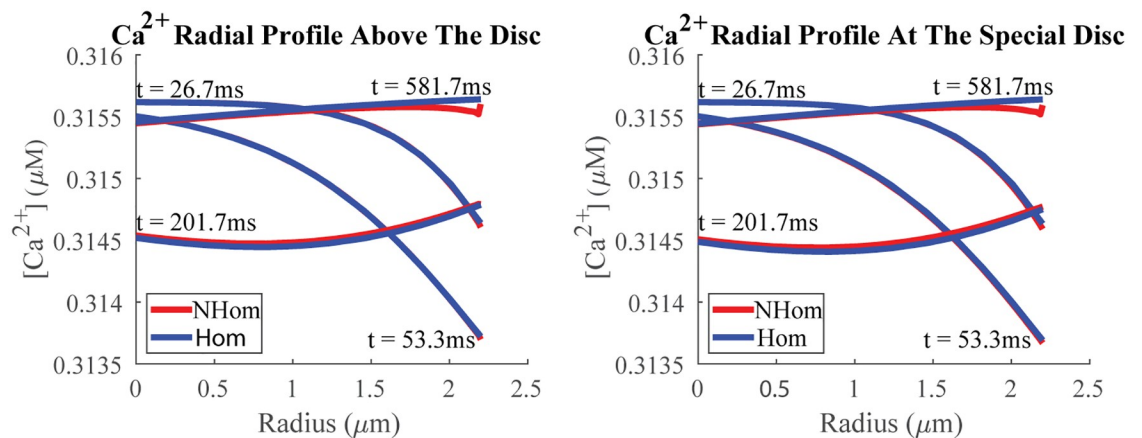 Ca2+ Radial Profile Above The Disc
[Ca2+] (μM)
0.316
0.3155
0.315
0.3145
0.314
0.3135
t = 26.7ms
t = 581.7ms
t = 201.7ms
t = 53.3ms
NHom
Hom
0
0.5
1
1.5
2
2.5
Radius (μm)
Ca2+ Radial Profile At The Special Disc
[Ca2+] (μM)
0.316
0.3155
0.315
0.3145
0.314
0.3135
t = 26.7ms
t = 581.7ms
t = 201.7ms
t = 53.3ms
NHom
Hom
0
0.5
1
1.5
2
2.5
Radius (μm)